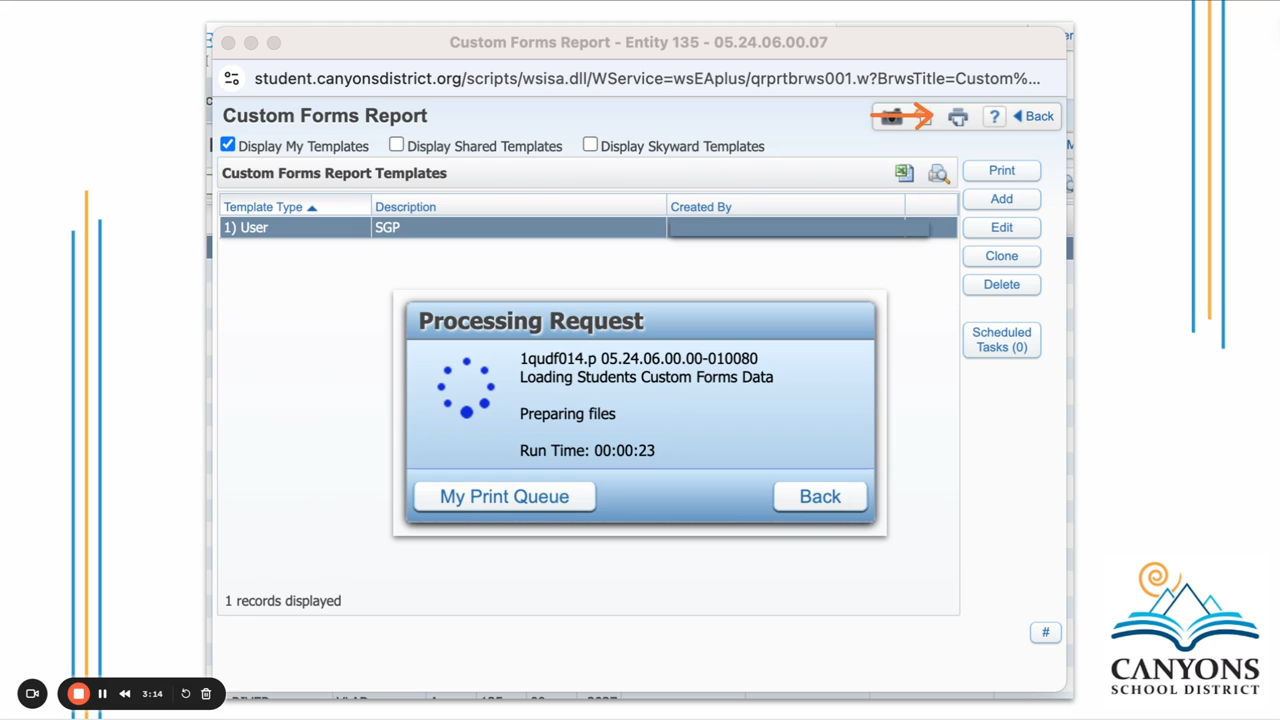 Custom Forms Report - Entity 135 - 05.24.06.00.07
student.canyonsdistrict.org/scripts/wsisa.dll/WService=wsEAplus/qrprtbrws001.w?BrwsTitle=Custom%...
Custom Forms Report
? Back
Display My Templates Display Shared Templates Display Skyward Templates
Custom Forms Report Templates
Print
Template Type Description Created By
Add
1) User SGP
Edit
Clone
Delete
Scheduled
Tasks (0)
Processing Request
1qudf014.p 05.24.06.00.00-010080
Loading Students Custom Forms Data
Preparing files
Run Time: 00:00:23
My Print Queue Back
1 records displayed
#
3:14
CANYONS
SCHOOL DISTRICT